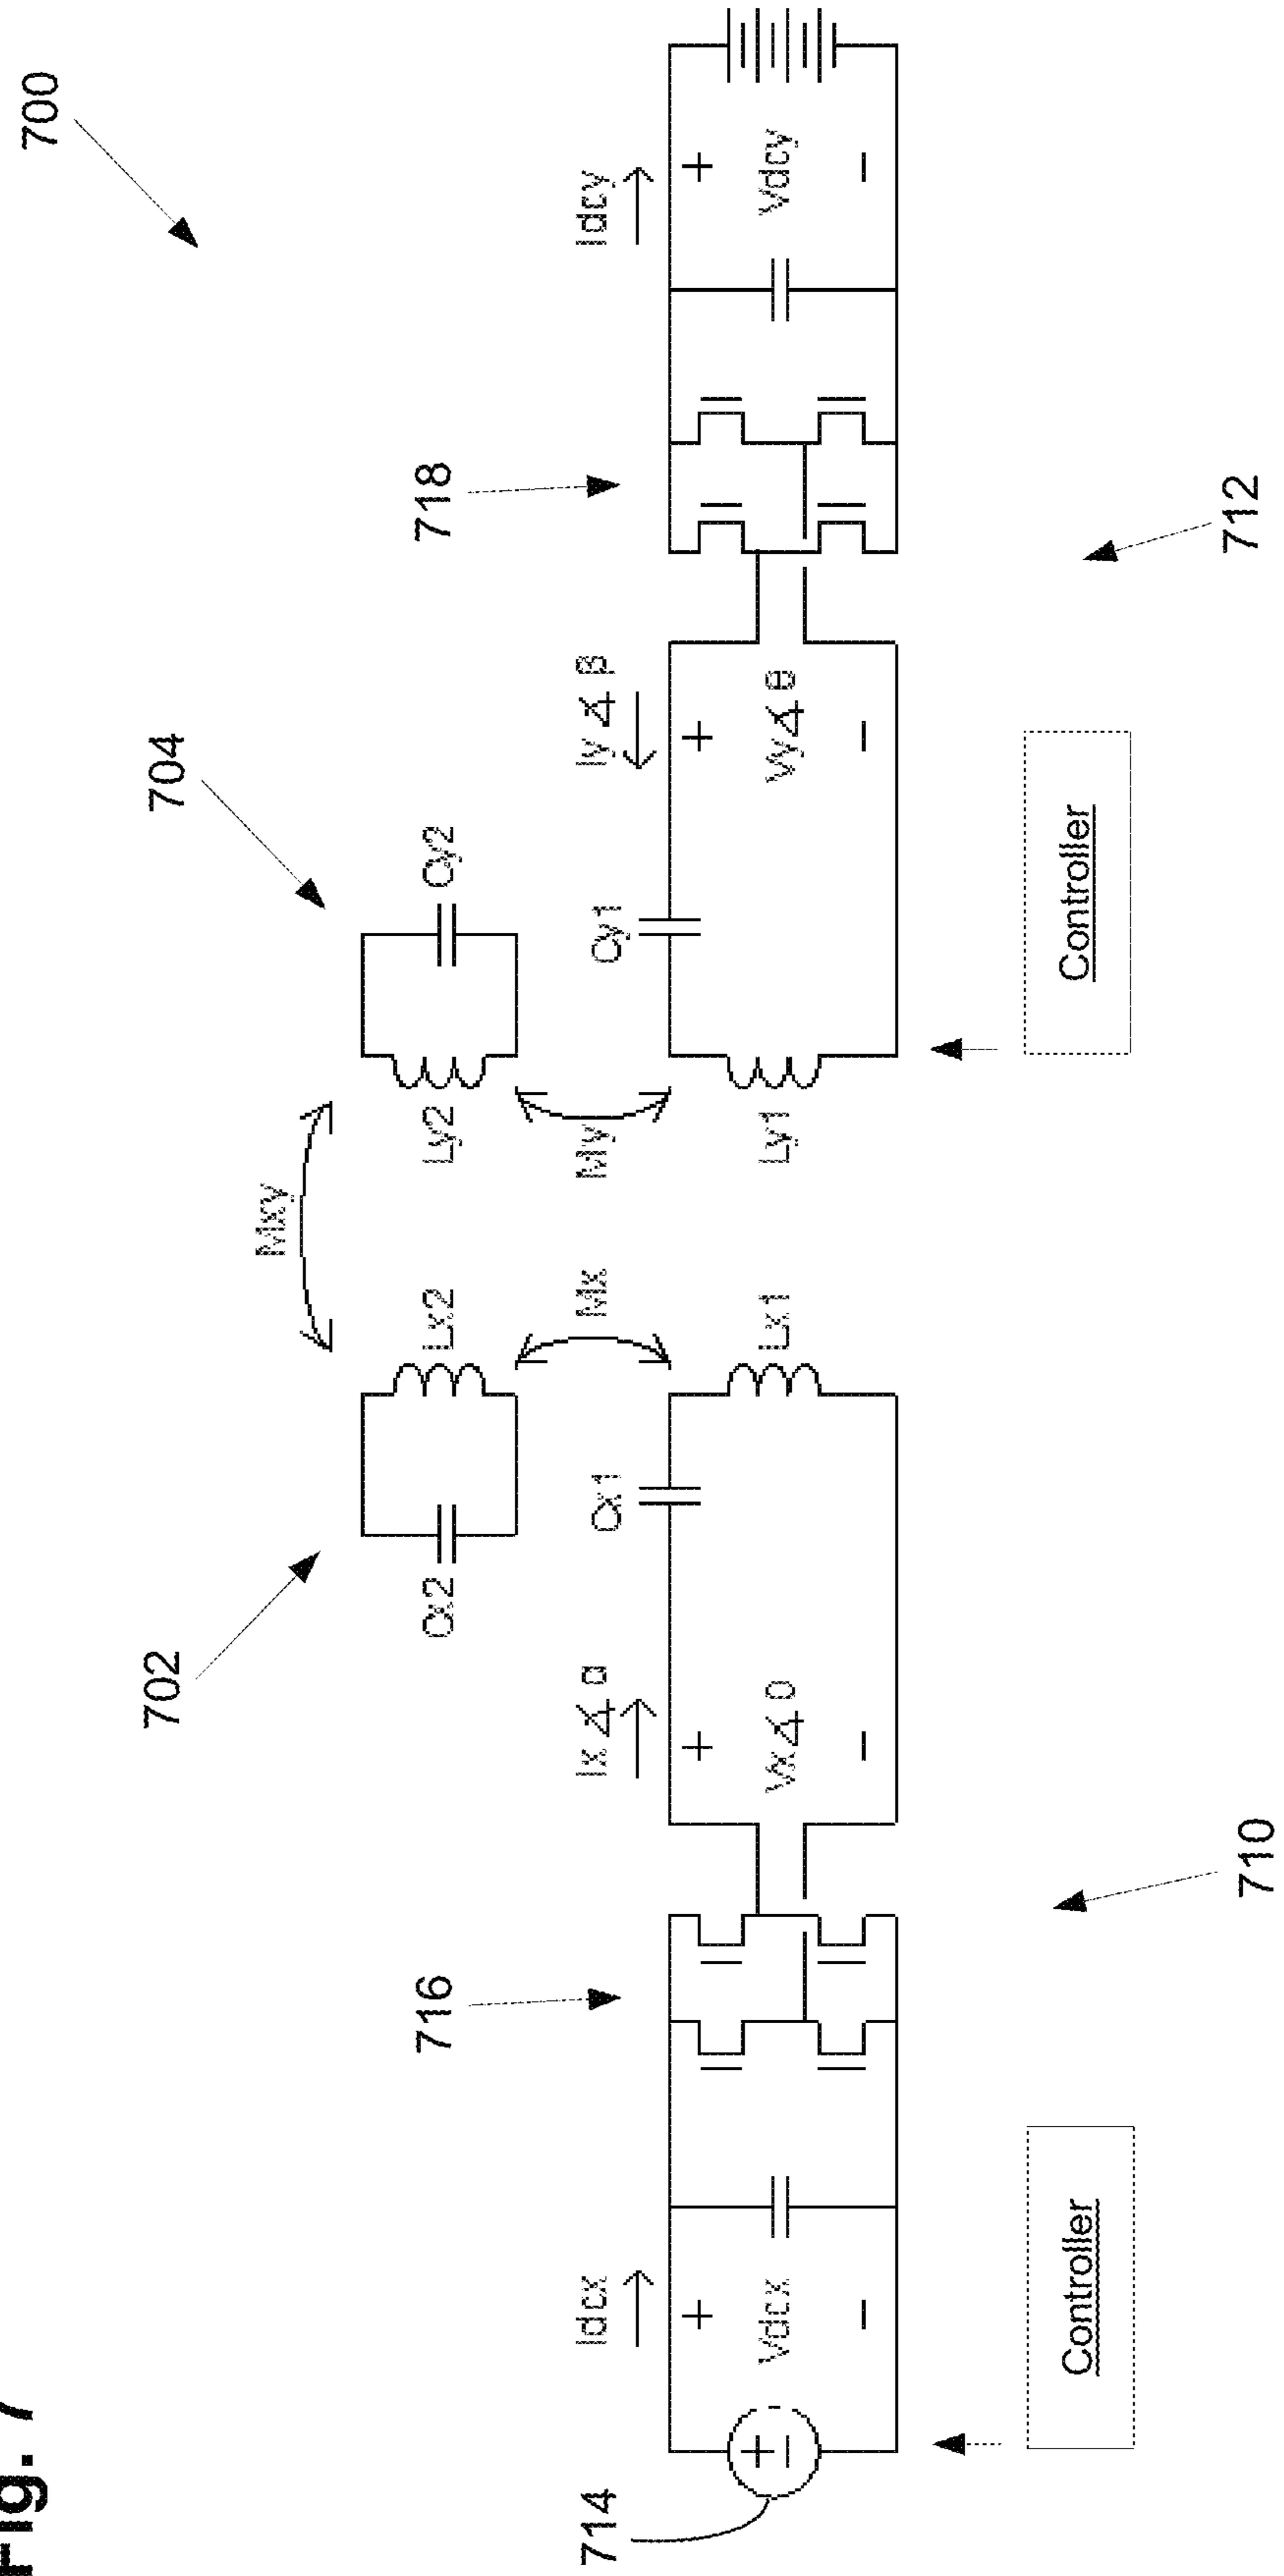 Fig. 7
700
702
704
Mxy
Cx2
Lx2
Ly2
Cy2
716
718
Idcx
Ix∡α
Cx1
Mx
My
Cy1
Iy∡β
Idcy
714
+
-
+
Vdcx
-
+
Vx∡0
-
Lx1
Ly1
+
Vy∡θ
-
+
Vdcy
-
Controller
710
Controller
712